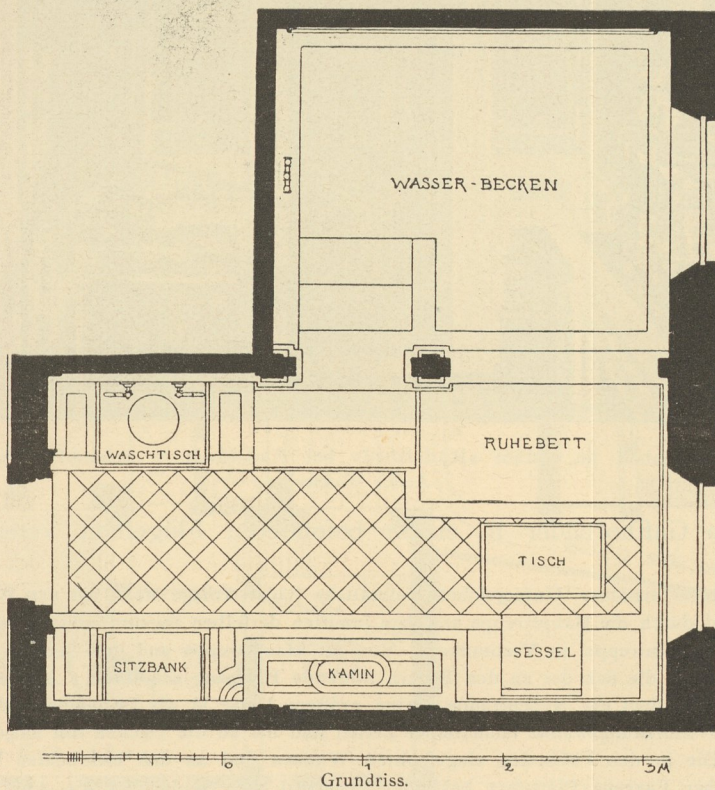 WASSER-BECKEN
WASCHTISCH
RUHEBETT
TISCH
SITZBANK
KAMIN
SESSEL
0 1 2 3M
Grundriss.